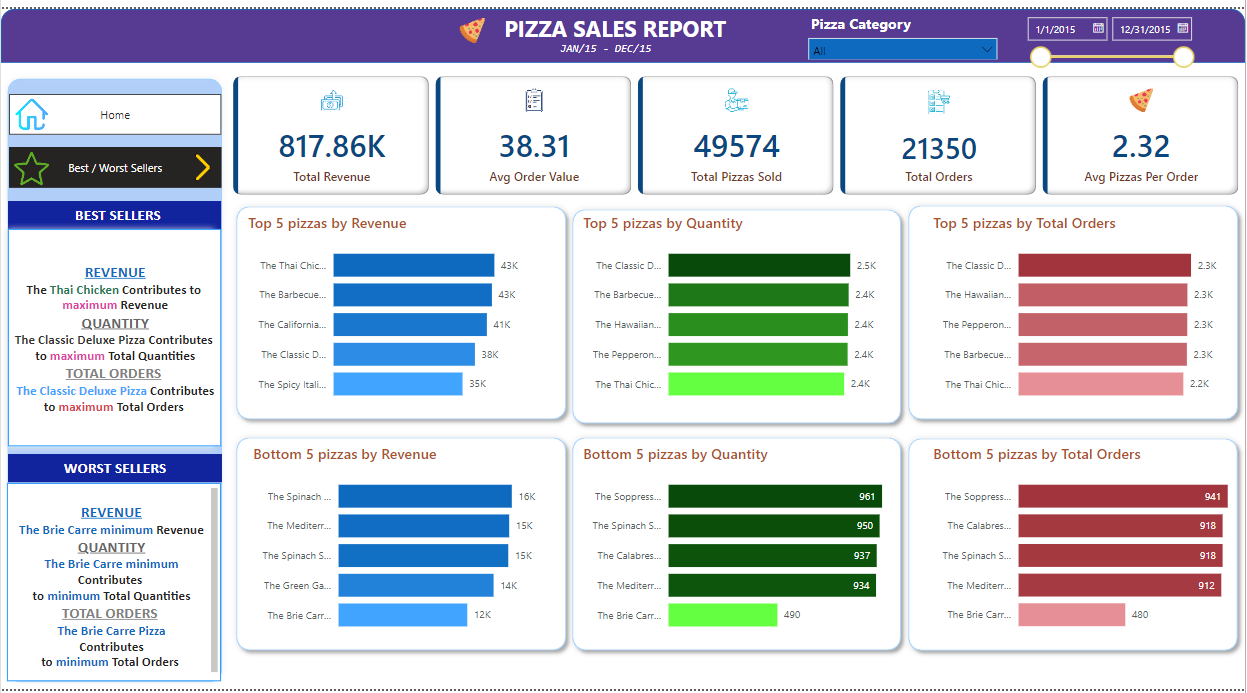 PIZZA SALES REPORT
JAN/15 - DEC/15
Pizza Category
All
1/1/2015
12/31/2015
Home
Best / Worst Sellers
817.86K
Total Revenue
38.31
Avg Order Value
49574
Total Pizzas Sold
21350
Total Orders
2.32
Avg Pizzas Per Order
BEST SELLERS
REVENUE
The Thai Chicken Contributes to
maximum Revenue
QUANTITY
The Classic Deluxe Pizza Contributes
to maximum Total Quantities
TOTAL ORDERS
The Classic Deluxe Pizza Contributes
to maximum Total Orders
WORST SELLERS
REVENUE
The Brie Carre minimum Revenue
QUANTITY
The Brie Carre minimum
Contributes
to minimum Total Quantities
TOTAL ORDERS
The Brie Carre Pizza
Contributes
to minimum Total Orders
Top 5 pizzas by Revenue
The Thai Chic... 43K
The Barbecue... 43K
The California... 41K
The Classic D... 38K
The Spicy Itali... 35K
Top 5 pizzas by Quantity
The Classic D... 2.5K
The Barbecue... 2.4K
The Hawaiian... 2.4K
The Pepperon... 2.4K
The Thai Chic... 2.4K
Top 5 pizzas by Total Orders
The Classic D... 2.3K
The Hawaiian... 2.3K
The Pepperon... 2.3K
The Barbecue... 2.3K
The Thai Chic... 2.2K
Bottom 5 pizzas by Revenue
The Spinach ... 16K
The Mediterr... 15K
The Spinach S... 15K
The Green Ga... 14K
The Brie Carr... 12K
Bottom 5 pizzas by Quantity
The Soppress... 961
The Spinach S... 950
The Calabres... 937
The Mediterr... 934
The Brie Carr... 490
Bottom 5 pizzas by Total Orders
The Soppress... 941
The Calabres... 918
The Spinach S... 918
The Mediterr... 912
The Brie Carr... 480